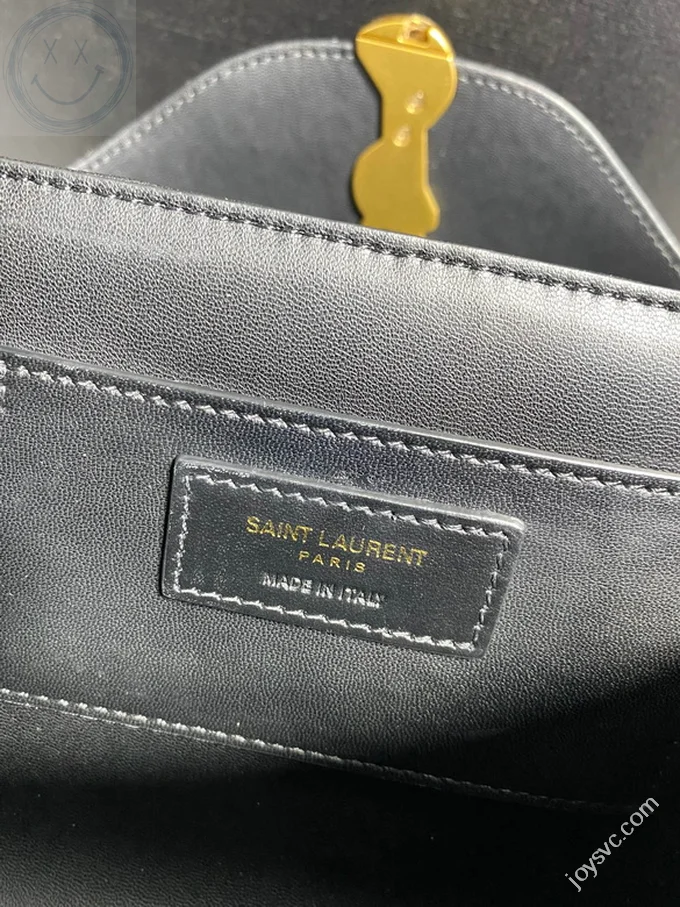 SAINT LAURENT
PARIS
MADE IN ITALY
joysvc.com